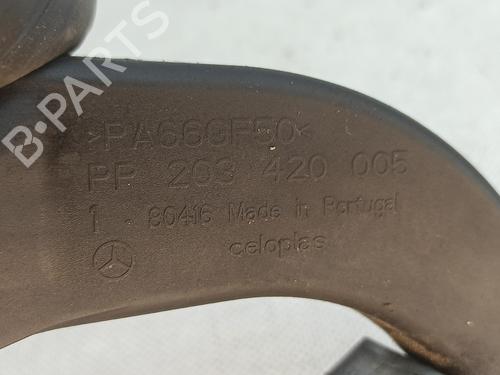 >PA66GF50<
PP 203 420 005
1 - 80416 Made in Portugal
celoplas
B-PARTS